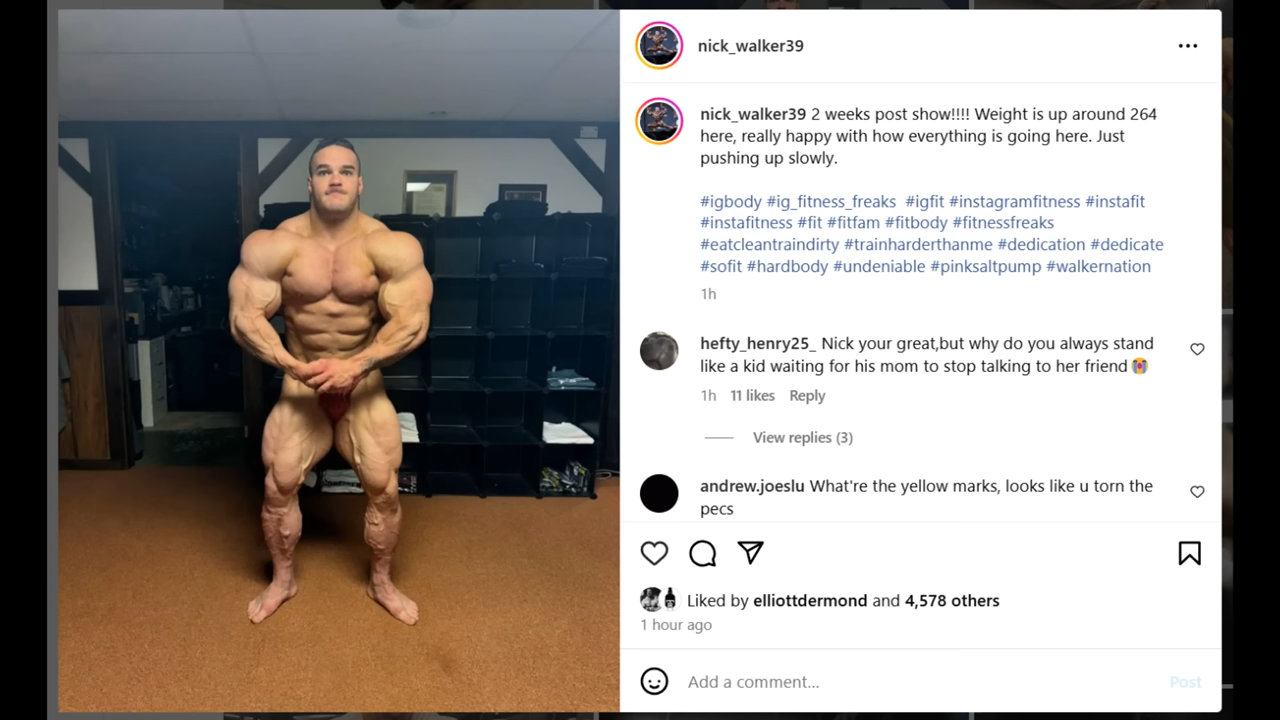 nick_walker39
nick_walker39 2 weeks post show!!!! Weight is up around 264
here, really happy with how everything is going here. Just
pushing up slowly.
#igbody #ig_fitness_freaks #igfit #instagramfitness #instafit
#instafitness #fit #fitfam #fitbody #fitnessfreaks
#eatcleantraindirty #trainharderthanme #dedication #dedicate
#sofit #hardbody #undeniable #pinksaltpump #walkernation
1h
hefty_henry25_ Nick your great,but why do you always stand
like a kid waiting for his mom to stop talking to her friend😭
1h 11 likes Reply
View replies (3)
andrew.joeslu What're the yellow marks, looks like u torn the
pecs
Liked by elliottdermond and 4,578 others
1 hour ago
Add a comment...
Post